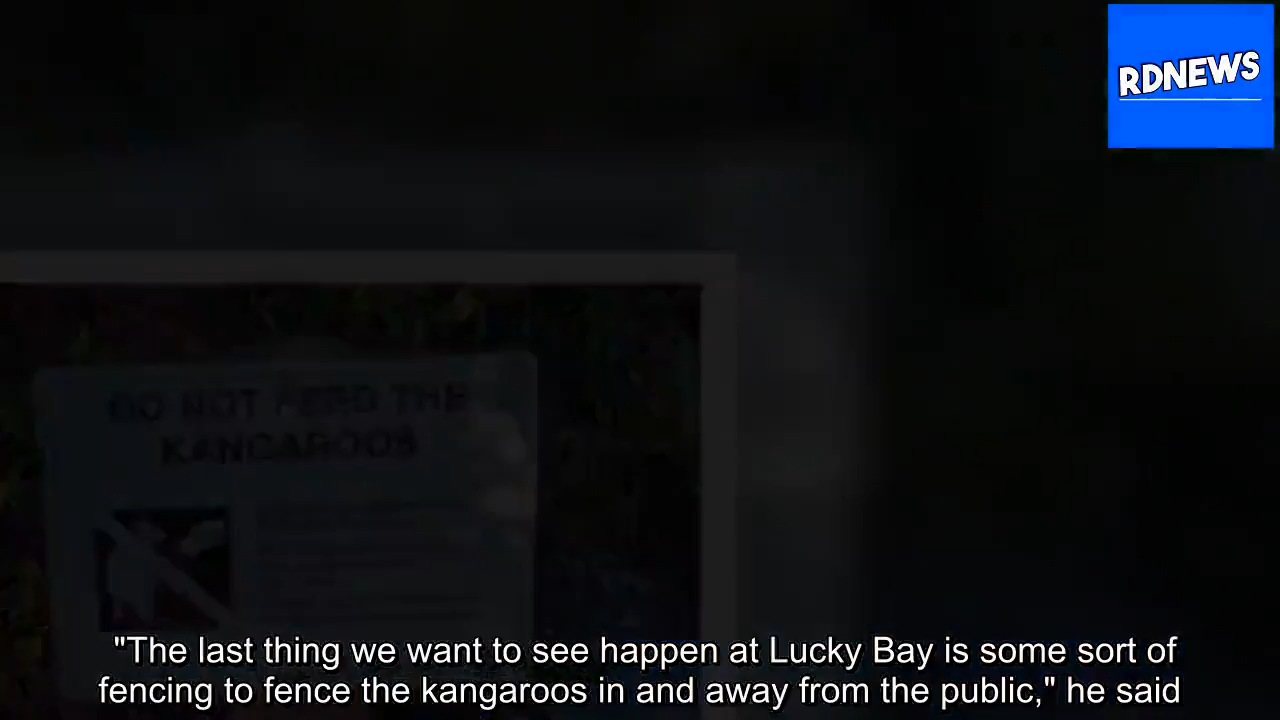 RDNEWS
DO NOT FEED THE
KANGAROOS
"The last thing we want to see happen at Lucky Bay is some sort of
fencing to fence the kangaroos in and away from the public," he said